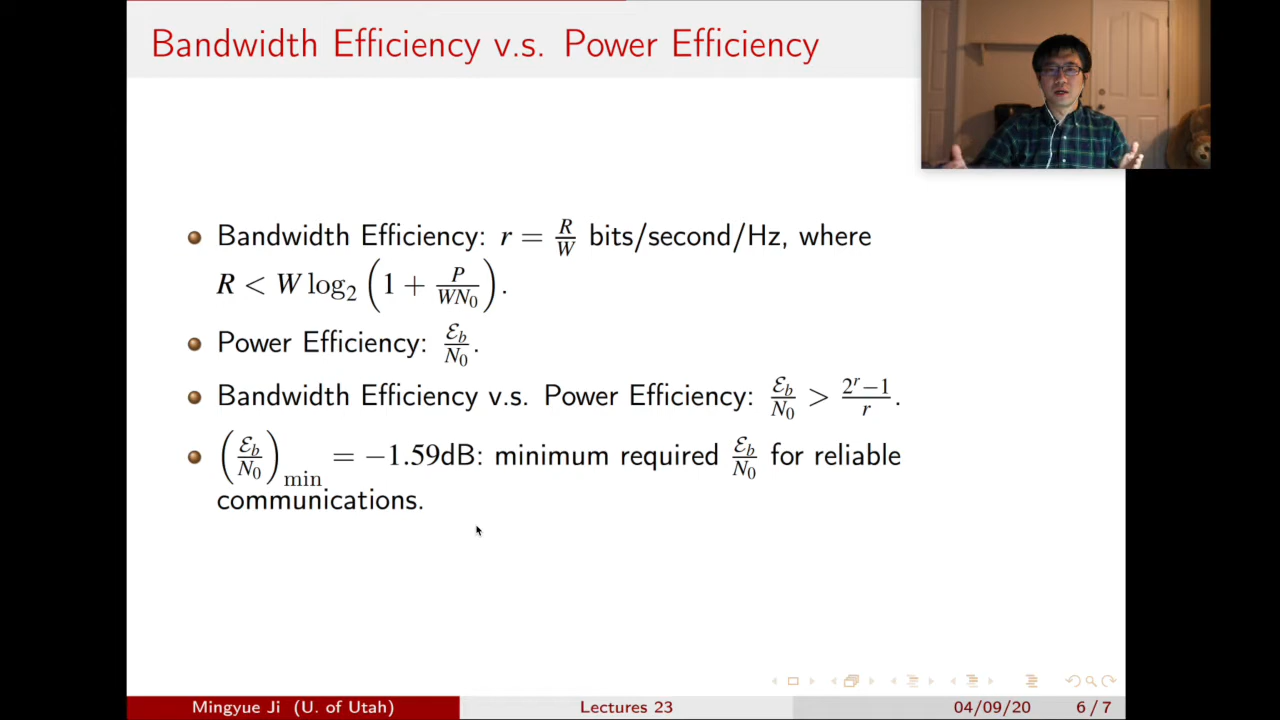 Bandwidth Efficiency v.s. Power Efficiency
Bandwidth Efficiency: r = R/W bits/second/Hz, where
R < W log₂ (1 + P/(WN₀)).
Power Efficiency: ℰ_b/N₀.
Bandwidth Efficiency v.s. Power Efficiency: ℰ_b/N₀ > (2^r−1)/r.
(ℰ_b/N₀)_min = −1.59dB: minimum required ℰ_b/N₀ for reliable
communications.
Mingyue Ji (U. of Utah) Lectures 23 04/09/20 6 / 7